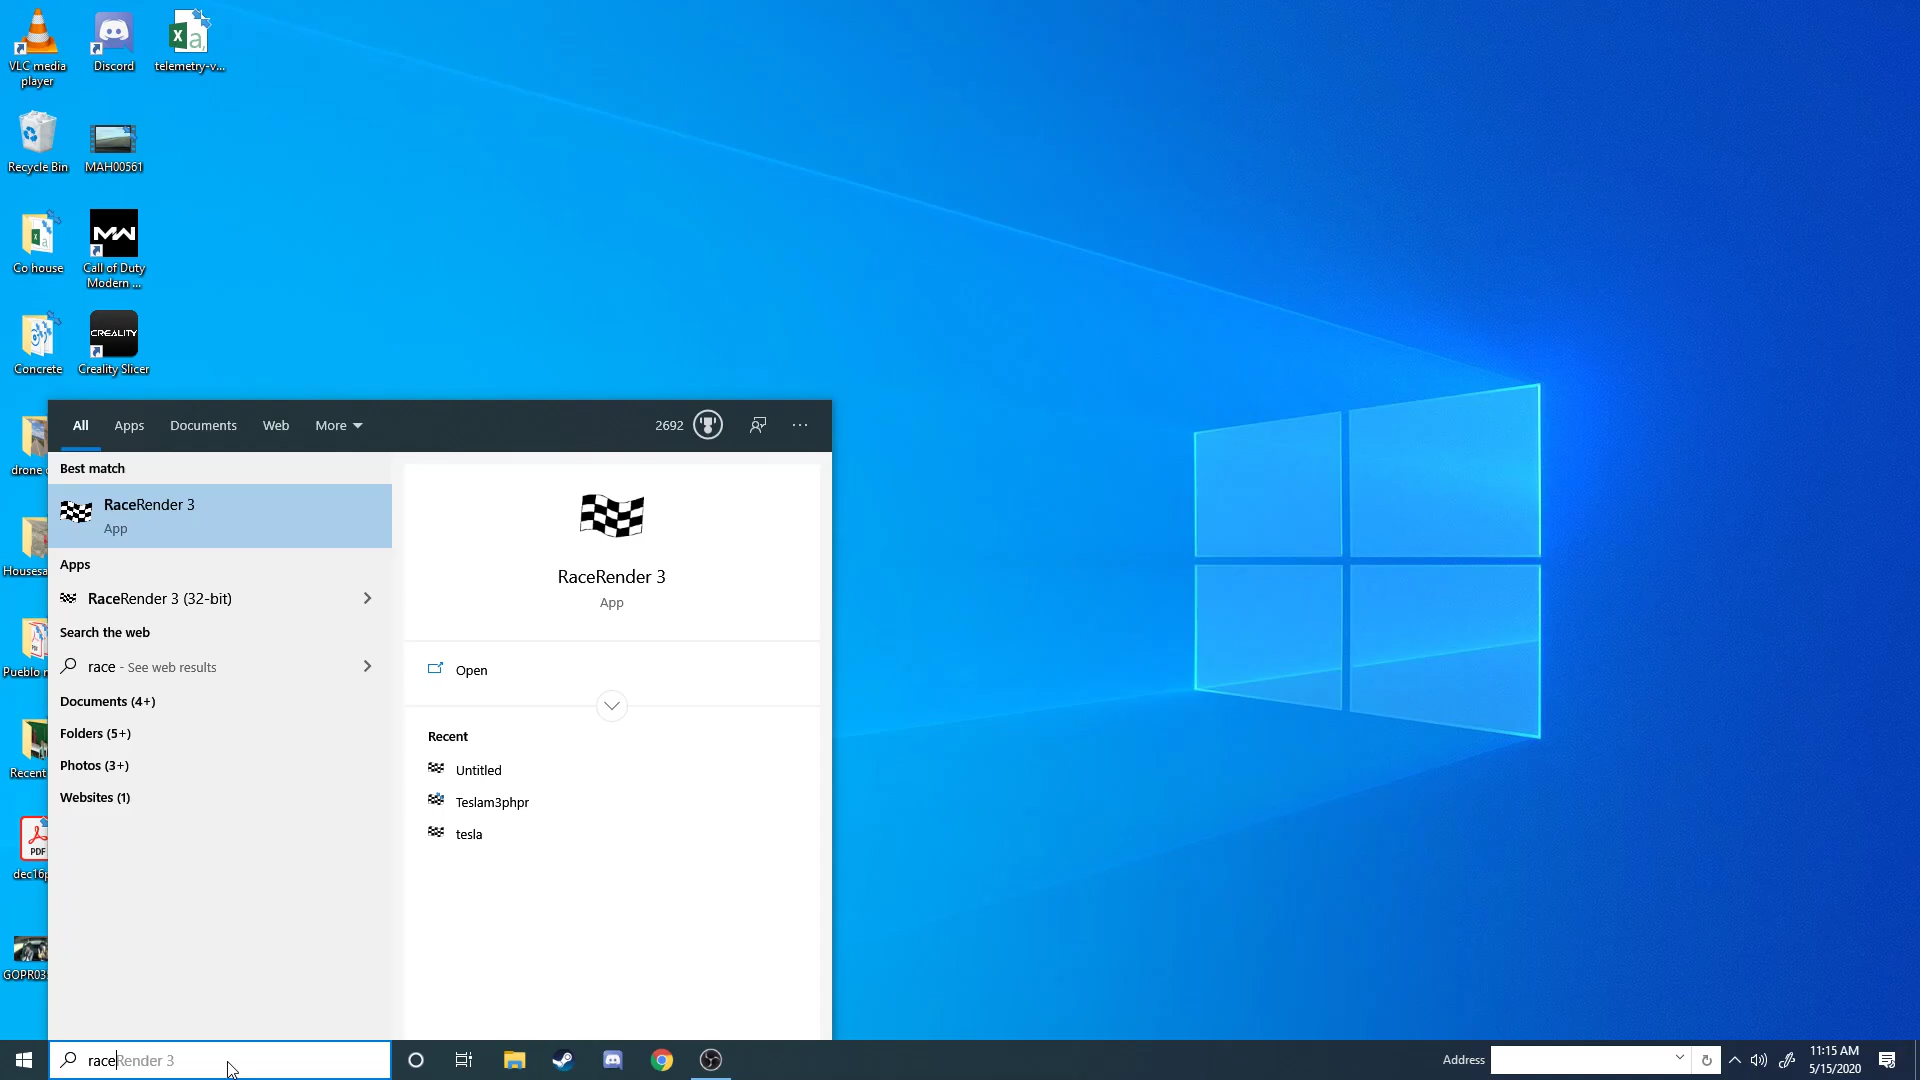 VLC media
player
Discord
telemetry-v...
Recycle Bin
MAH00561
Co house
Call of Duty
Modern ...
Concrete
CREALITY
Creality Slicer
drone
Pueblo
Recent
PDF
GOPR03
All
Apps
Documents
Web
More
2692
Best match
RaceRender 3
App
Apps
RaceRender 3 (32-bit)
Search the web
race - See web results
Documents (4+)
Folders (5+)
Photos (3+)
Websites (1)
RaceRender 3
App
Open
Recent
Untitled
Teslam3phpr
tesla
raceRender 3
Address
11:15 AM
5/15/2020